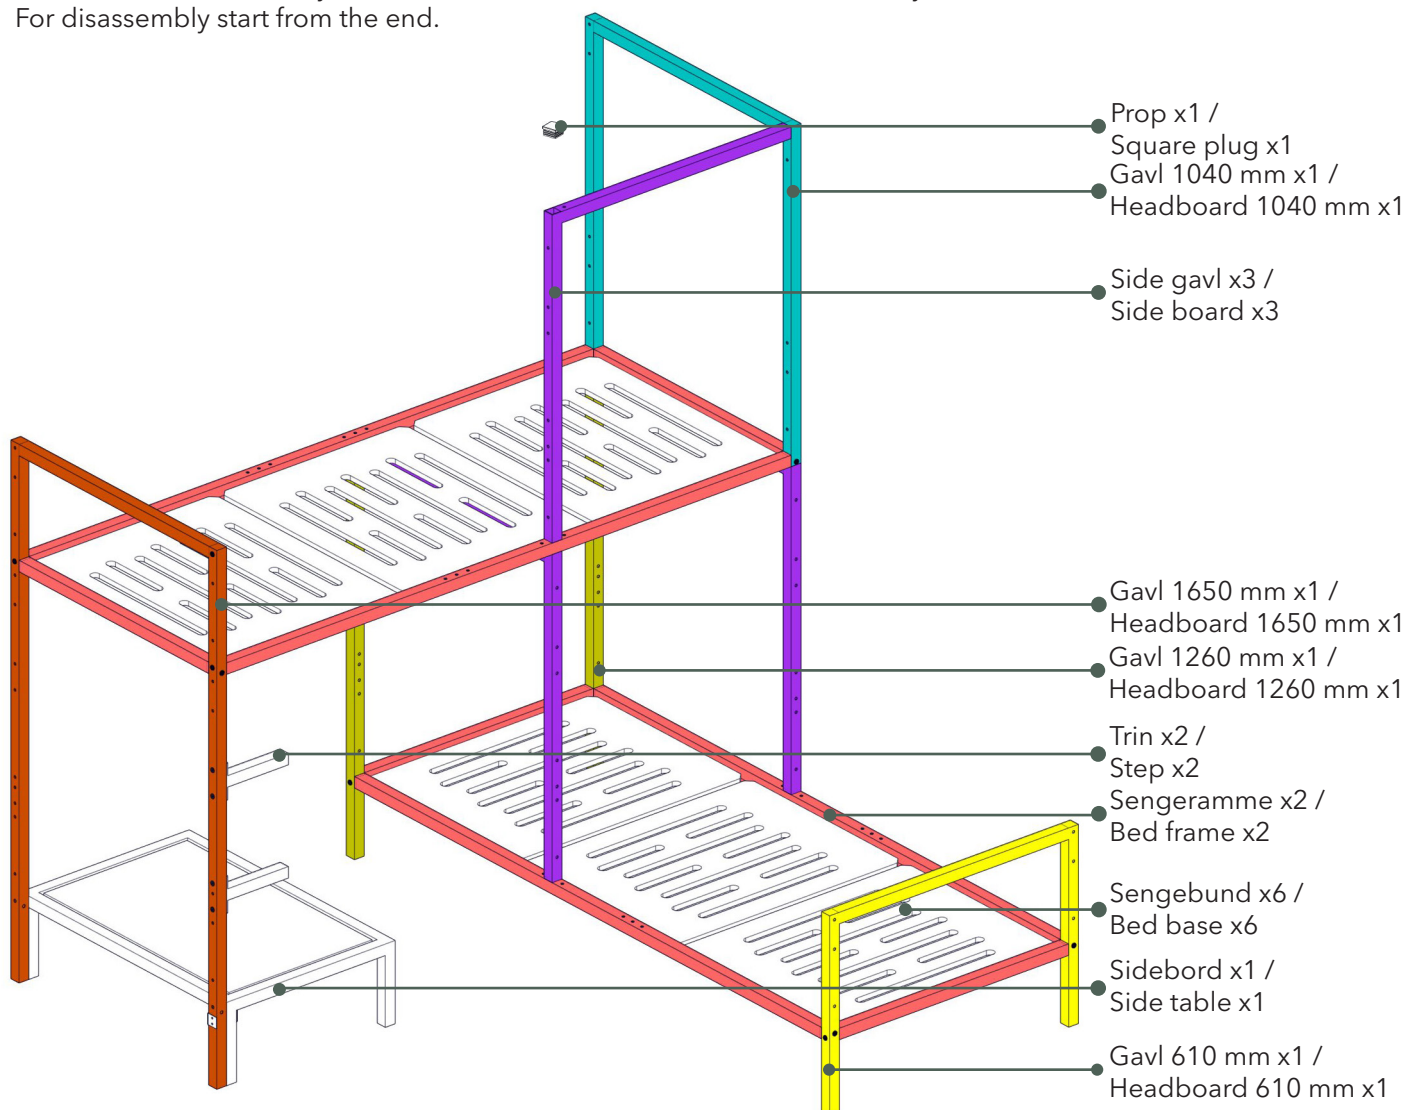 For disassembly start from the end.
Prop x1 /
Square plug x1
Gavl 1040 mm x1 /
Headboard 1040 mm x1
Side gavl x3 /
Side board x3
Gavl 1650 mm x1 /
Headboard 1650 mm x1
Gavl 1260 mm x1 /
Headboard 1260 mm x1
Trin x2 /
Step x2
Sengeramme x2 /
Bed frame x2
Sengebund x6 /
Bed base x6
Sidebord x1 /
Side table x1
Gavl 610 mm x1 /
Headboard 610 mm x1